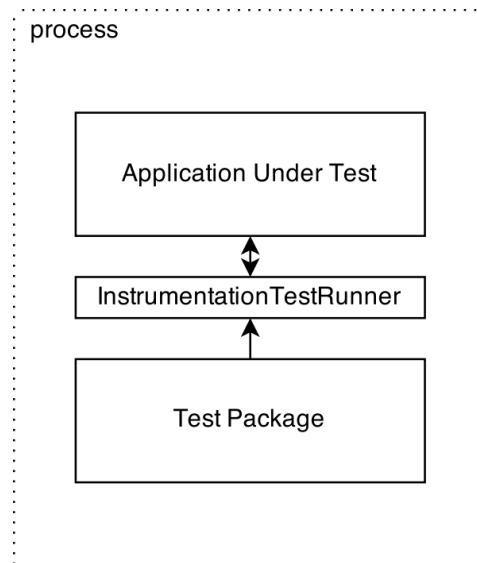 process
Application Under Test
InstrumentationTestRunner
Test Package